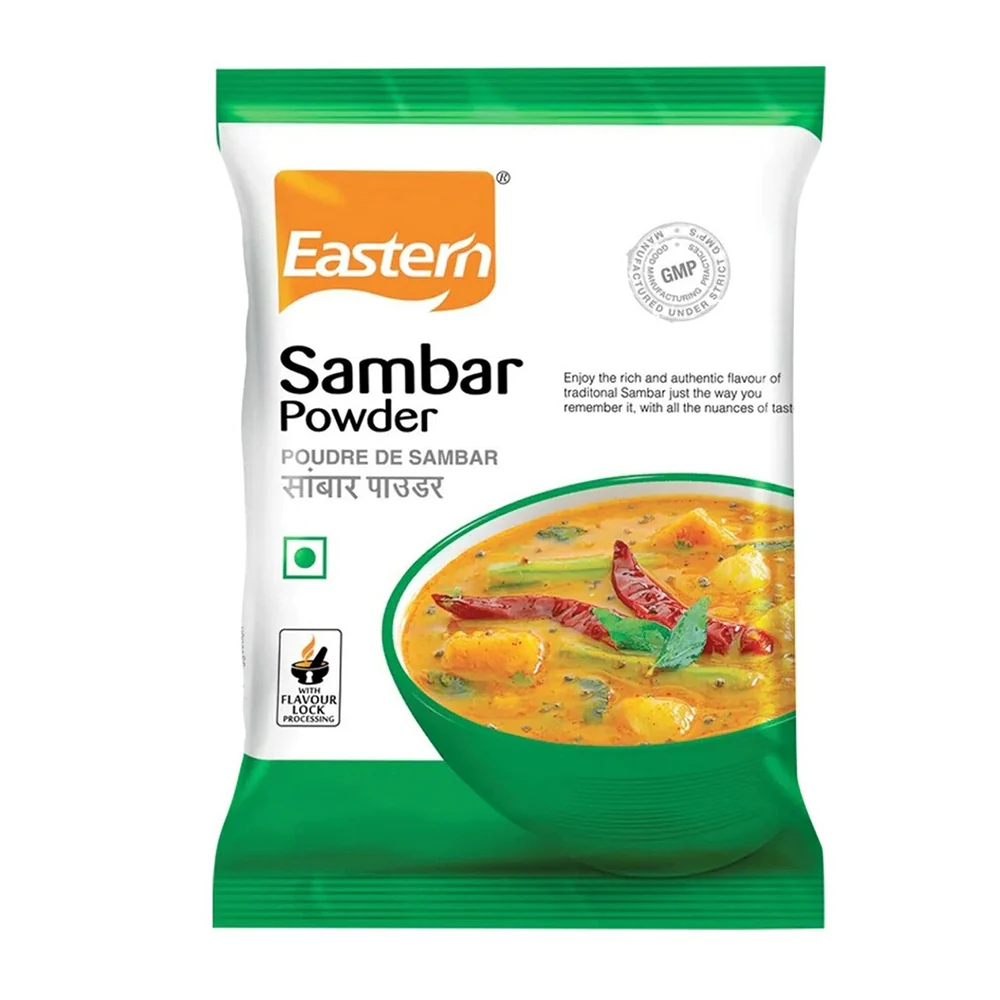 Eastern®
MANUFACTURED UNDER STRICT GMP'S
GOOD MANUFACTURING PRACTICES
GMP
Sambar
Powder
POUDRE DE SAMBAR
सांबार पाउडर
Enjoy the rich and authentic flavour of
traditonal Sambar just the way you
remember it, with all the nuances of tast
WITH
FLAVOUR
LOCK
PROCESSING